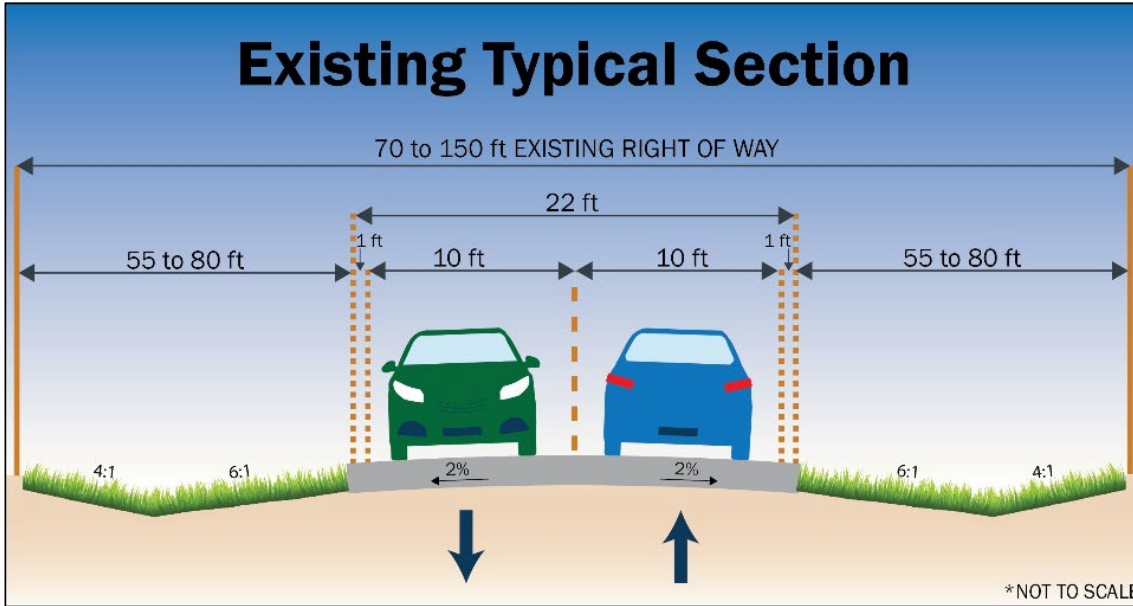 Existing Typical Section
70 to 150 ft EXISTING RIGHT OF WAY
22 ft
1 ft
1 ft
55 to 80 ft
10 ft
10 ft
55 to 80 ft
4:1
6:1
2%
2%
6:1
4:1
*NOT TO SCALE